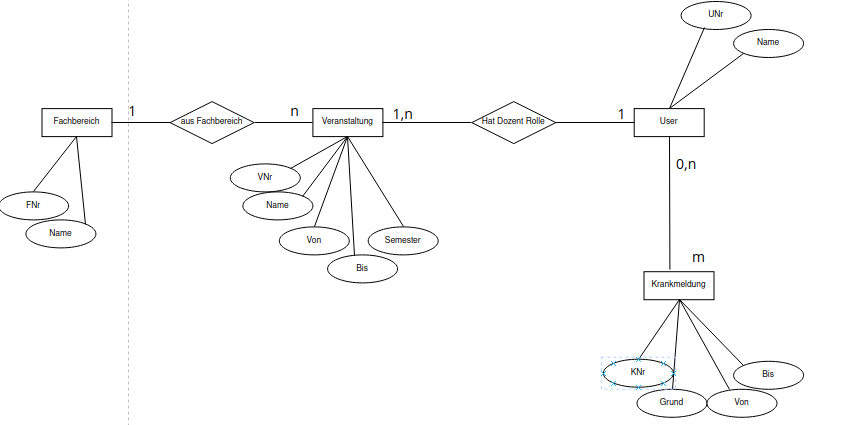 UNr
Name
1
n
1,n
1
Fachbereich
aus Fachbereich
Veranstaltung
Hat Dozent Rolle
User
0,n
VNr
FNr
Name
Name
Von
Semester
Bis
m
Krankmeldung
KNr
Bis
Grund
Von